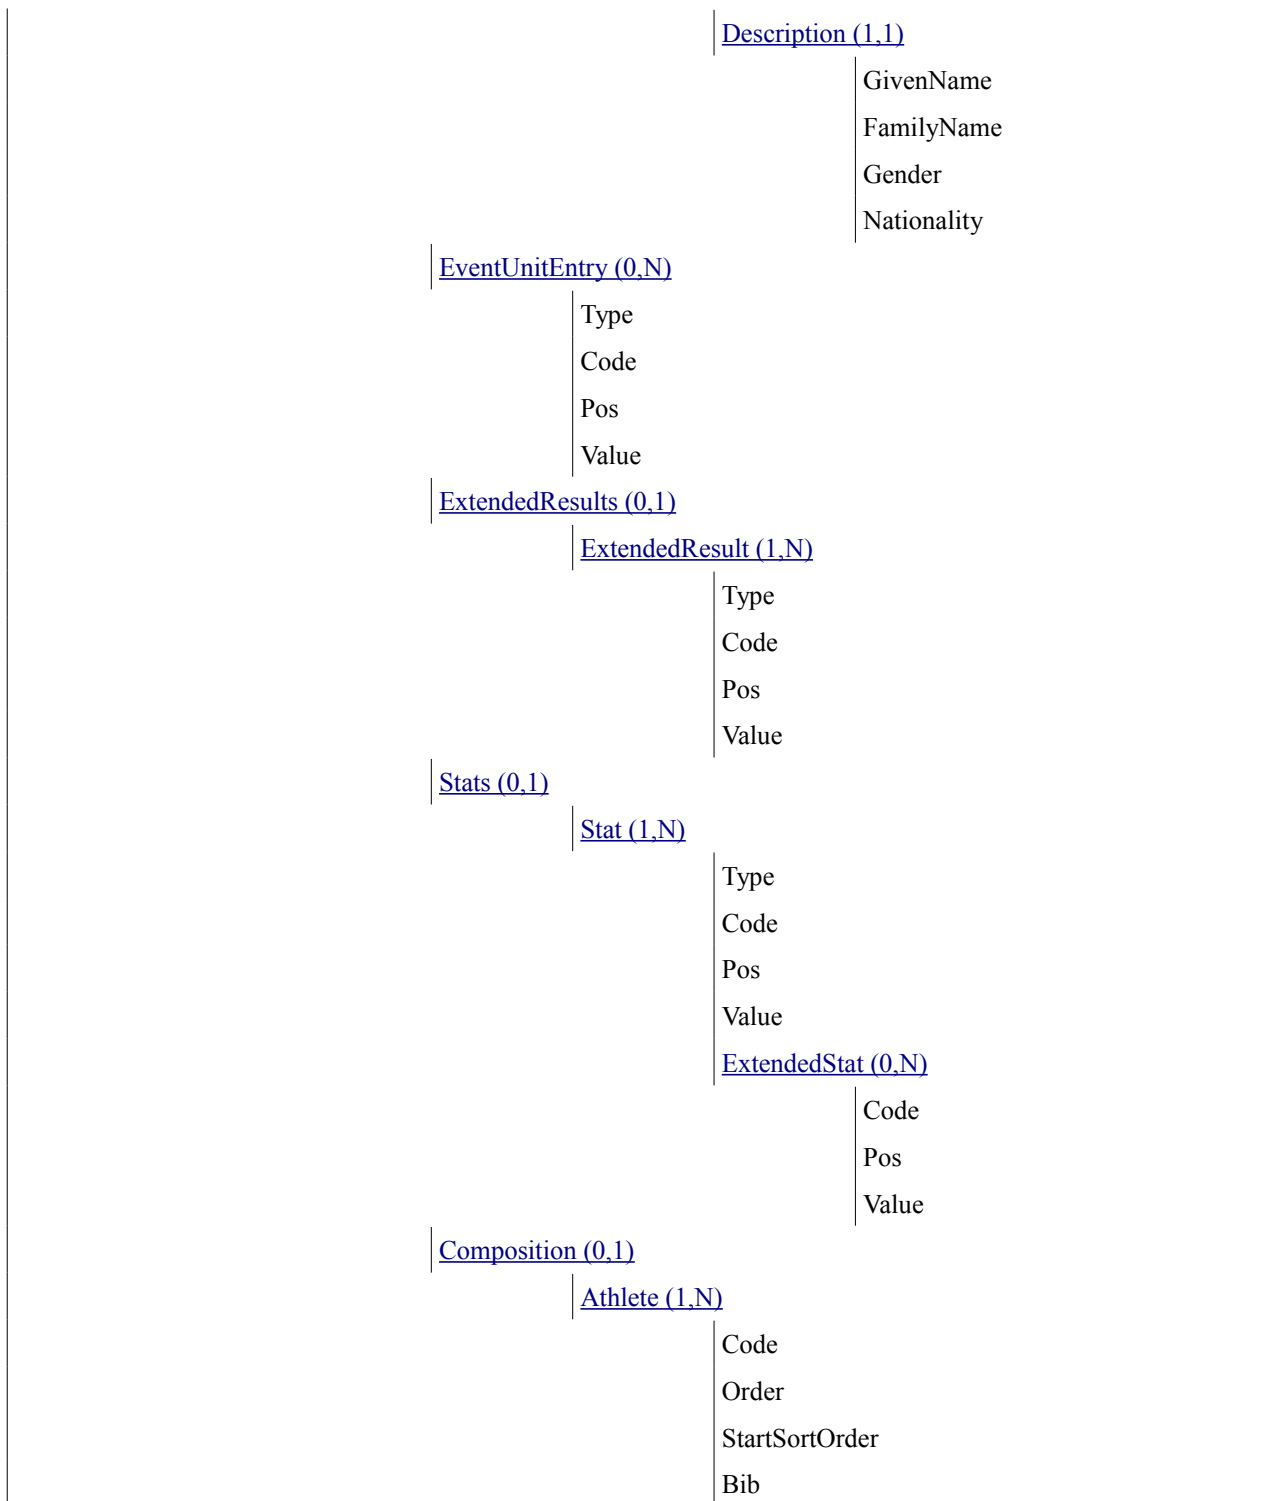 Description (1,1)
GivenName
FamilyName
Gender
Nationality
EventUnitEntry (0,N)
Type
Code
Pos
Value
ExtendedResults (0,1)
ExtendedResult (1,N)
Type
Code
Pos
Value
Stats (0,1)
Stat (1,N)
Type
Code
Pos
Value
ExtendedStat (0,N)
Code
Pos
Value
Composition (0,1)
Athlete (1,N)
Code
Order
StartSortOrder
Bib